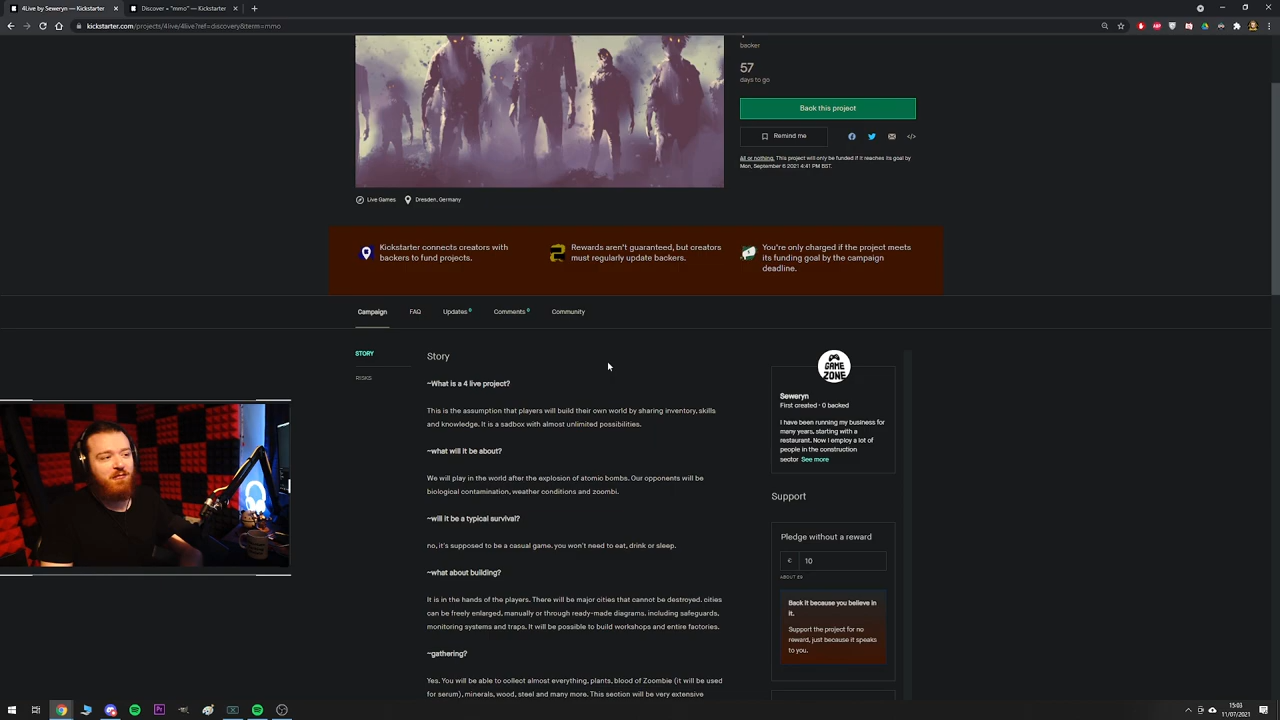 4Live by Seweryn — Kickstarter
Discover » "mmo" — Kickstarter
kickstarter.com/projects/4live/4live?ref=discovery&term=mmo
backer
57
days to go
Back this project
Remind me
All or nothing. This project will only be funded if it reaches its goal by
Mon, September 6 2021 4:41 PM BST.
Live Games
Dresden, Germany
Kickstarter connects creators with
backers to fund projects.
Rewards aren't guaranteed, but creators
must regularly update backers.
You're only charged if the project meets
its funding goal by the campaign
deadline.
Campaign
FAQ
Updates 0
Comments 0
Community
STORY
RISKS
Story
~What is a 4 live project?
This is the assumption that players will build their own world by sharing inventory, skills
and knowledge. It is a sadbox with almost unlimited possibilities.
~what will it be about?
We will play in the world after the explosion of atomic bombs. Our opponents will be
biological contamination, weather conditions and zoombi.
~will it be a typical survival?
no, it's supposed to be a casual game. you won't need to eat, drink or sleep.
~what about building?
It is in the hands of the players. There will be major cities that cannot be destroyed. cities
can be freely enlarged, manually or through ready-made diagrams. including safeguards,
monitoring systems and traps. It will be possible to build workshops and entire factories.
~gathering?
Yes. You will be able to collect almost everything, plants, blood of Zoombie (it will be used
for serum), minerals, wood, steel and many more. This section will be very extensive
GAME
ZONE
Seweryn
First created · 0 backed
I have been running my business for
many years, starting with a
restaurant. Now I employ a lot of
people in the construction
sector See more
Support
Pledge without a reward
€ 10
ABOUT £9
Back it because you believe in
it.
Support the project for no
reward, just because it speaks
to you.
15:03
11/07/2021